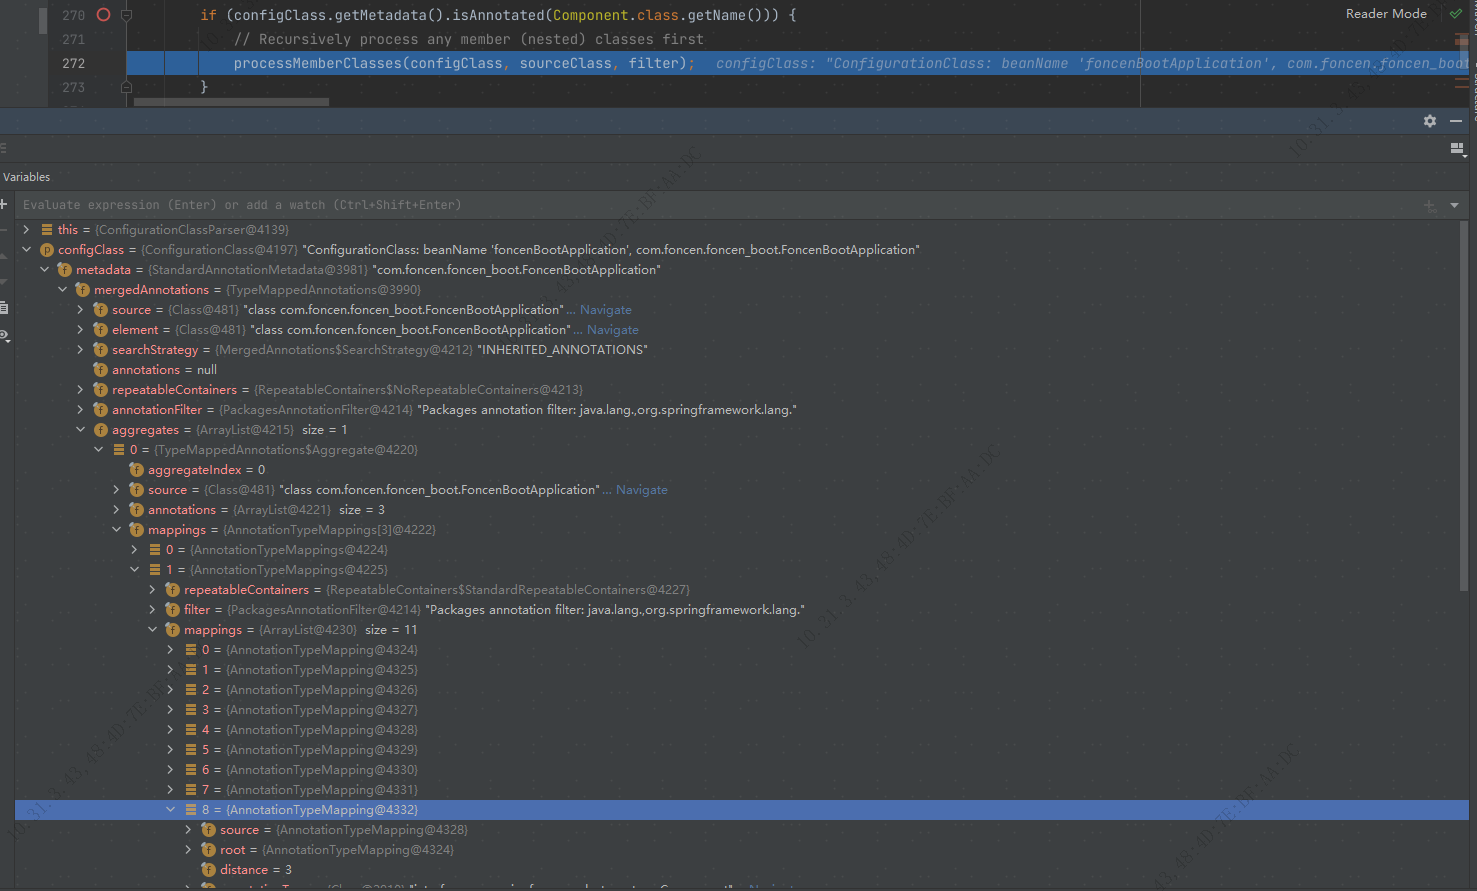 270 if (configClass.getMetadata().isAnnotated(Component.class.getName())) {
Reader Mode
271 // Recursively process any member (nested) classes first
272 processMemberClasses(configClass, sourceClass, filter); configClass: "ConfigurationClass: beanName 'foncenBootApplication', com.foncen.foncen_boot
273 }
Variables
Evaluate expression (Enter) or add a watch (Ctrl+Shift+Enter)
this = {ConfigurationClassParser@4139}
configClass = {ConfigurationClass@4197} "ConfigurationClass: beanName 'foncenBootApplication', com.foncen.foncen_boot.FoncenBootApplication"
metadata = {StandardAnnotationMetadata@3981} "com.foncen.foncen_boot.FoncenBootApplication"
mergedAnnotations = {TypeMappedAnnotations@3990}
source = {Class@481} "class com.foncen.foncen_boot.FoncenBootApplication" ... Navigate
element = {Class@481} "class com.foncen.foncen_boot.FoncenBootApplication" ... Navigate
searchStrategy = {MergedAnnotations$SearchStrategy@4212} "INHERITED_ANNOTATIONS"
annotations = null
repeatableContainers = {RepeatableContainers$NoRepeatableContainers@4213}
annotationFilter = {PackagesAnnotationFilter@4214} "Packages annotation filter: java.lang.,org.springframework.lang."
aggregates = {ArrayList@4215} size = 1
0 = {TypeMappedAnnotations$Aggregate@4220}
aggregateIndex = 0
source = {Class@481} "class com.foncen.foncen_boot.FoncenBootApplication" ... Navigate
annotations = {ArrayList@4221} size = 3
mappings = {AnnotationTypeMappings[3]@4222}
0 = {AnnotationTypeMappings@4224}
1 = {AnnotationTypeMappings@4225}
repeatableContainers = {RepeatableContainers$StandardRepeatableContainers@4227}
filter = {PackagesAnnotationFilter@4214} "Packages annotation filter: java.lang.,org.springframework.lang."
mappings = {ArrayList@4230} size = 11
0 = {AnnotationTypeMapping@4324}
1 = {AnnotationTypeMapping@4325}
2 = {AnnotationTypeMapping@4326}
3 = {AnnotationTypeMapping@4327}
4 = {AnnotationTypeMapping@4328}
5 = {AnnotationTypeMapping@4329}
6 = {AnnotationTypeMapping@4330}
7 = {AnnotationTypeMapping@4331}
8 = {AnnotationTypeMapping@4332}
source = {AnnotationTypeMapping@4328}
root = {AnnotationTypeMapping@4324}
distance = 3